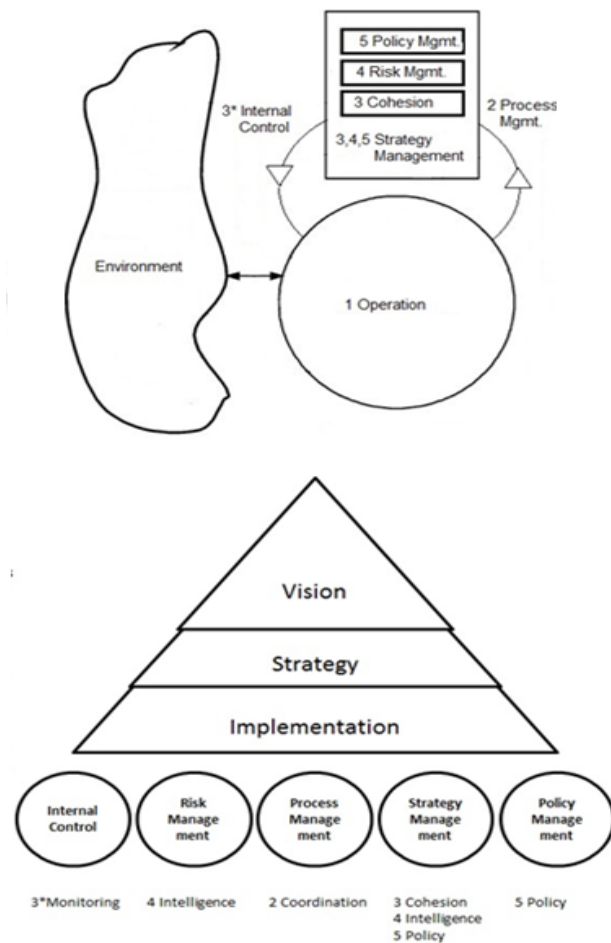 5 Policy Mgmt.
4 Risk Mgmt.
3 Cohesion
3,4,5 Strategy
Management
3* Internal
Control
2 Process
Mgmt.
Environment
1 Operation
Vision
Strategy
Implementation
Internal
Control
Risk
Manage
ment
Process
Manage
ment
Strategy
Manage
ment
Policy
Manage
ment
3*Monitoring
4 Intelligence
2 Coordination
3 Cohesion
4 Intelligence
5 Policy
5 Policy